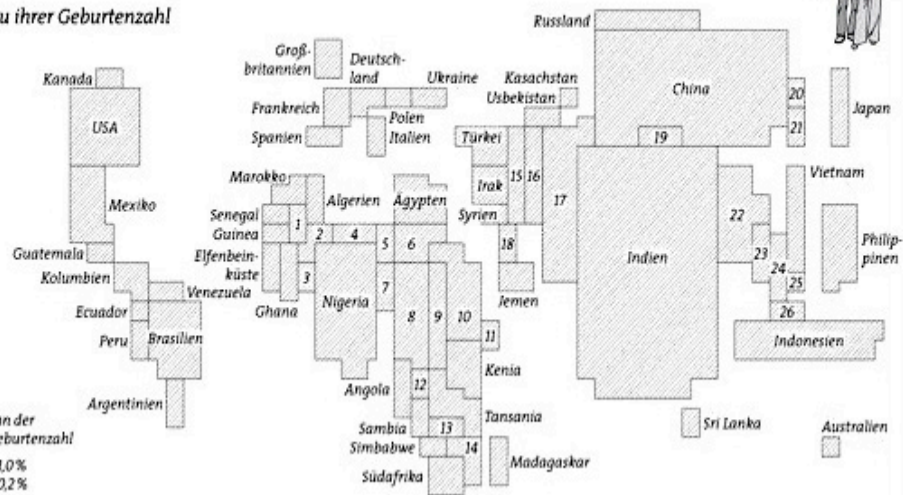 u ihrer Geburtenzahl
Russland
Groß-
britannien
Deutsch-
land
Ukraine
Kasachstan
Usbekistan
China
Kanada
USA
Frankreich
Polen
Spanien
Italien
Türkei
20
21
Japan
19
Marokko
Mexiko
Algerien
Ägypten
Irak
15
16
17
Vietnam
Senegal
1
Syrien
22
Guinea
2
4
5
6
18
Indien
23
Philip-
pinen
Guatemala
Elfenbein-
küste
24
Kolumbien
3
7
25
Venezuela
Ghana
Nigeria
8
9
10
Jemen
26
Ecuador
11
Peru
Brasilien
Indonesien
Kenia
Angola
12
Argentinien
Tansania
Sambia
13
Sri Lanka
Australien
Simbabwe
14
Madagaskar
Südafrika
an der
eburtenzahl
1,0%
0,2%